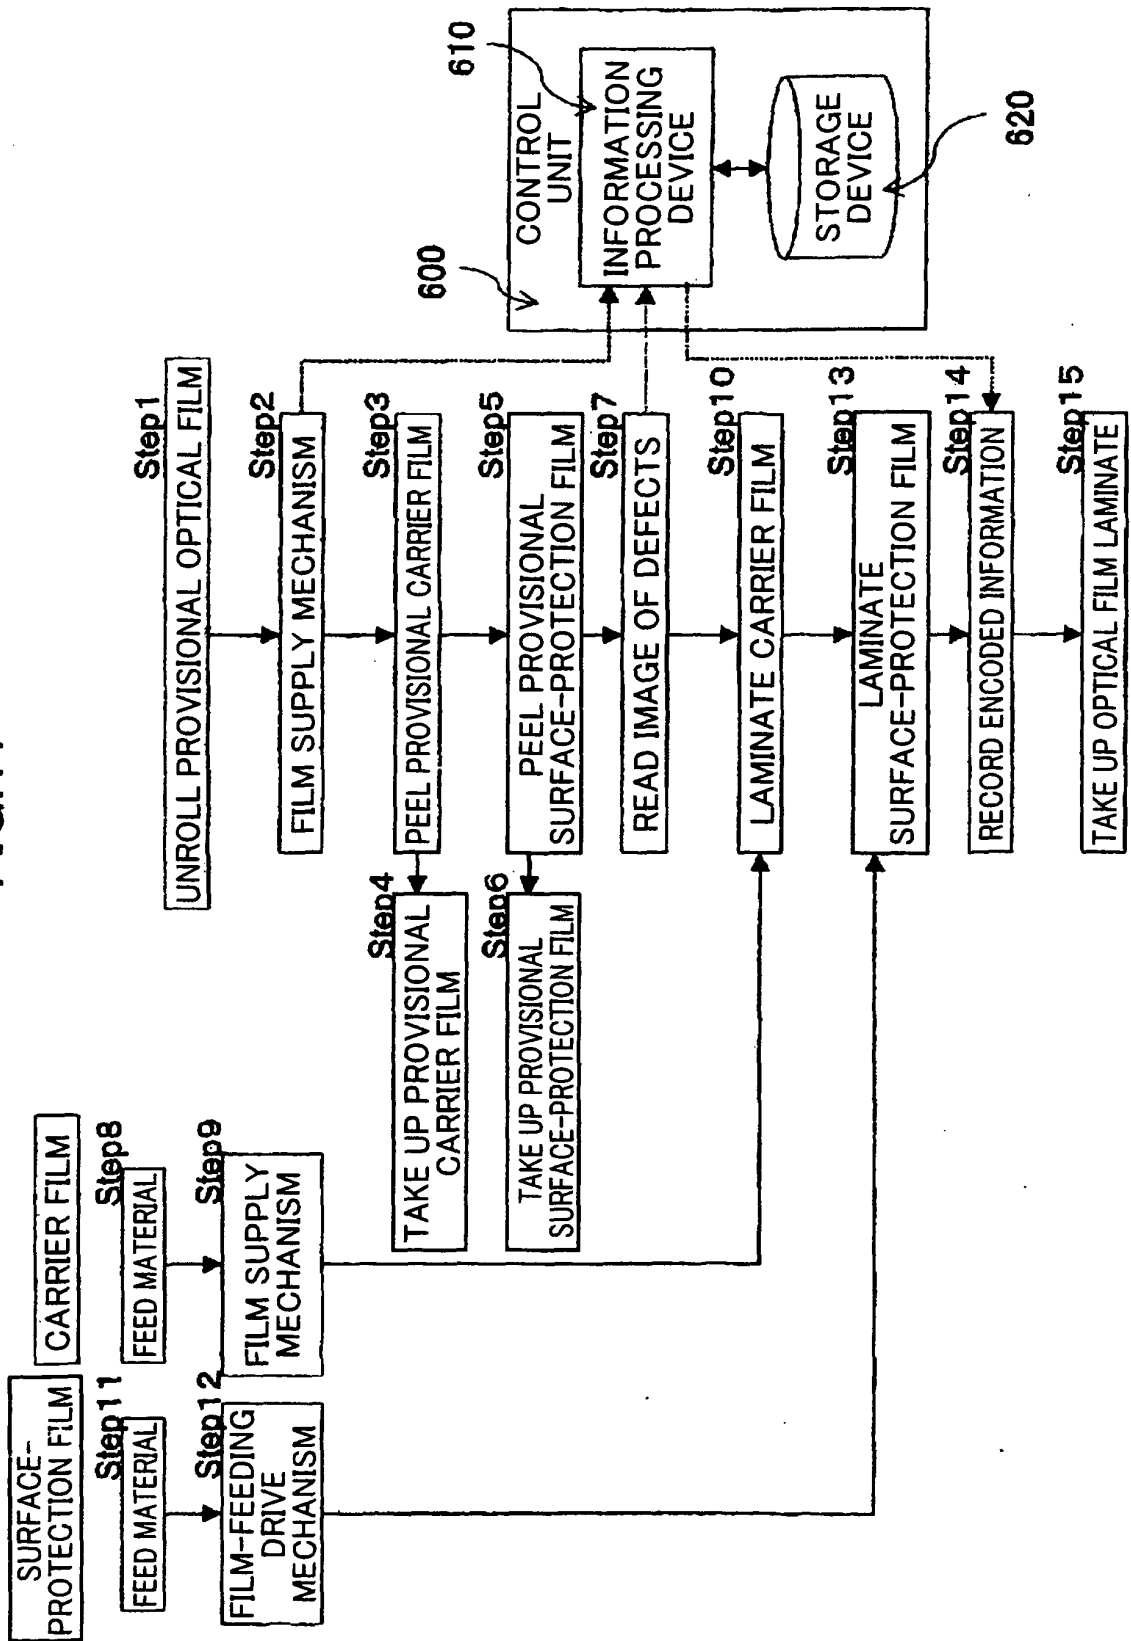 SURFACE-
PROTECTION FILM
Step11
FEED MATERIAL
Step12
FILM-FEEDING
DRIVE
MECHANISM
CARRIER FILM
Step8
FEED MATERIAL
Step9
FILM SUPPLY
MECHANISM
Step1
UNROLL PROVISIONAL OPTICAL FILM
Step2
FILM SUPPLY MECHANISM
Step3
PEEL PROVISIONAL CARRIER FILM
Step4
TAKE UP PROVISIONAL
CARRIER FILM
Step5
PEEL PROVISIONAL
SURFACE-PROTECTION FILM
Step6
TAKE UP PROVISIONAL
SURFACE-PROTECTION FILM
Step7
READ IMAGE OF DEFECTS
Step10
LAMINATE CARRIER FILM
Step13
LAMINATE
SURFACE-PROTECTION FILM
Step14
RECORD ENCODED INFORMATION
Step15
TAKE UP OPTICAL FILM LAMINATE
600
CONTROL
UNIT
610
INFORMATION
PROCESSING
DEVICE
STORAGE
DEVICE
620